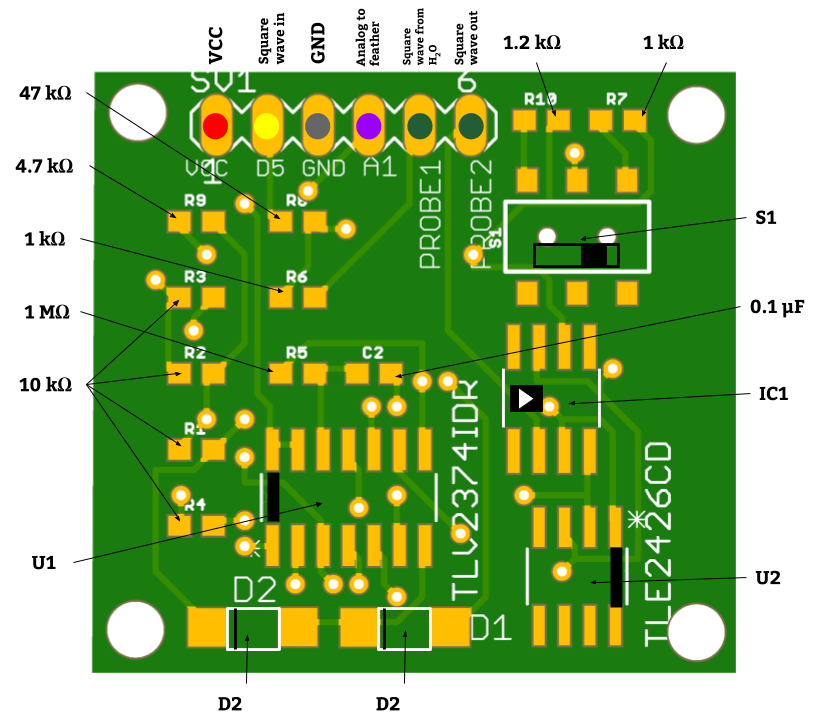 VCC
Square
wave in
GND
Analog to
feather
Square
wave from
H₂O
Square
wave out
1.2 kΩ
1 kΩ
47 kΩ
SV1
6
R10
R7
VCC
1
D5
GND
A1
PROBE1
PROBE2
4.7 kΩ
R9
R8
S1
S1
1 kΩ
R3
R6
0.1 µF
1 MΩ
R2
R5
C2
10 kΩ
IC1
R1
TLV2374IDR
TLE2426CD
R4
U1
U2
D2
D1
D2
D2